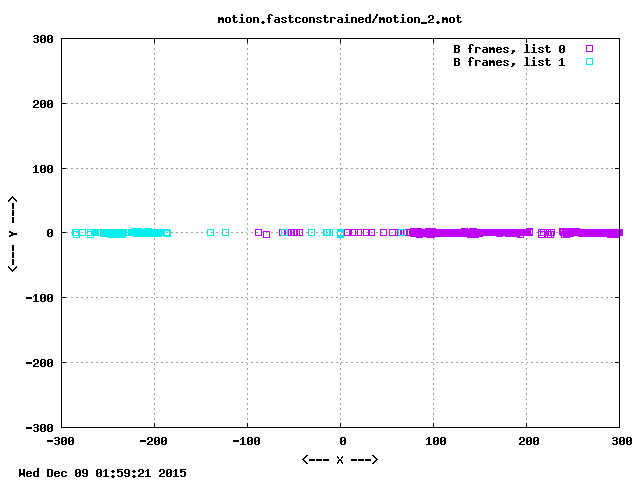 motion.fastconstrained/motion_2.mot
B frames, list 0
B frames, list 1
300
200
100
0
-100
-200
-300
<--- Y --->
-300 -200 -100 0 100 200 300
<--- X --->
Wed Dec 09 01:59:21 2015